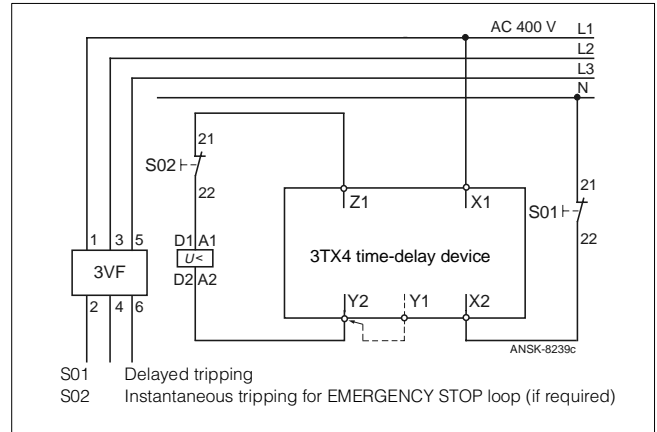 AC 400 V L1
L2
L3
N
21
S02
22
Z1 X1
21
S01
22
1 3 5
D1 A1
3VF
U<
3TX4 time-delay device
D2 A2
2 4 6
Y2 Y1 X2
ANSK-8239c
S01 Delayed tripping
S02 Instantaneous tripping for EMERGENCY STOP loop (if required)